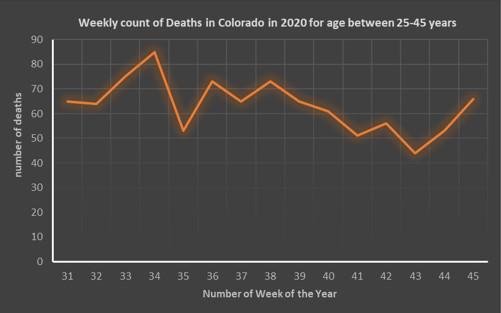 Weekly count of Deaths in Colorado in 2020 for age between 25-45 years
90
80
70
60
50
40
30
20
10
0
number of deaths
31 32 33 34 35 36 37 38 39 40 41 42 43 44 45
Number of Week of the Year